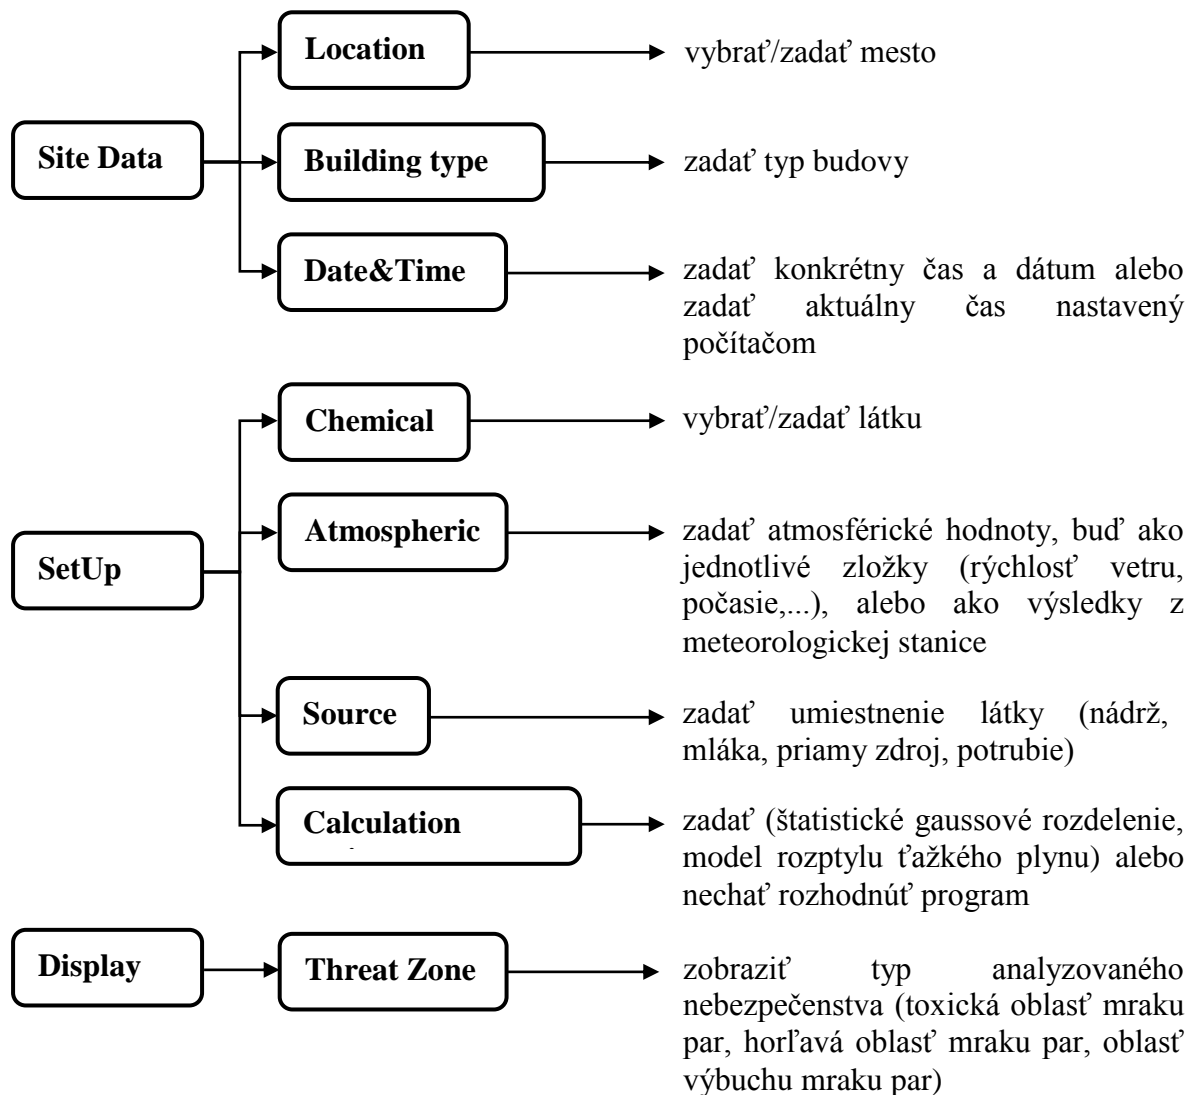 Location
vybrať/zadať mesto
Site Data
Building type
zadať typ budovy
Date&Time
zadať konkrétny čas a dátum alebo
zadať aktuálny čas nastavený
počítačom
Chemical
vybrať/zadať látku
SetUp
Atmospheric
zadať atmosférické hodnoty, buď ako
jednotlivé zložky (rýchlosť vetru,
počasie,...), alebo ako výsledky z
meteorologickej stanice
Source
zadať umiestnenie látky (nádrž,
mláka, priamy zdroj, potrubie)
Calculation
zadať (štatistické gaussové rozdelenie,
model rozptylu ťažkého plynu) alebo
nechať rozhodnúť program
Display
Threat Zone
zobraziť typ analyzovaného
nebezpečenstva (toxická oblasť mraku
par, horľavá oblasť mraku par, oblasť
výbuchu mraku par)